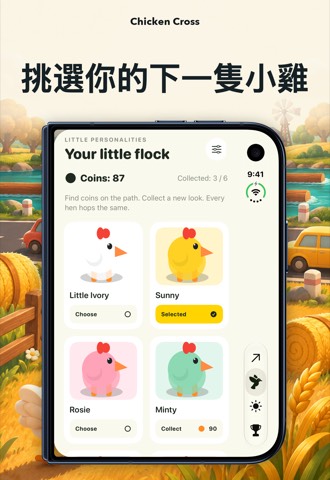 Chicken Cross
挑選你的下一隻小雞
LITTLE PERSONALITIES
Your little flock
Coins: 87
Collected: 3 / 6
Find coins on the path. Collect a new look. Every
hen hops the same.
9:41
Little Ivory
Choose
Sunny
Selected
Rosie
Choose
Minty
Collect 90